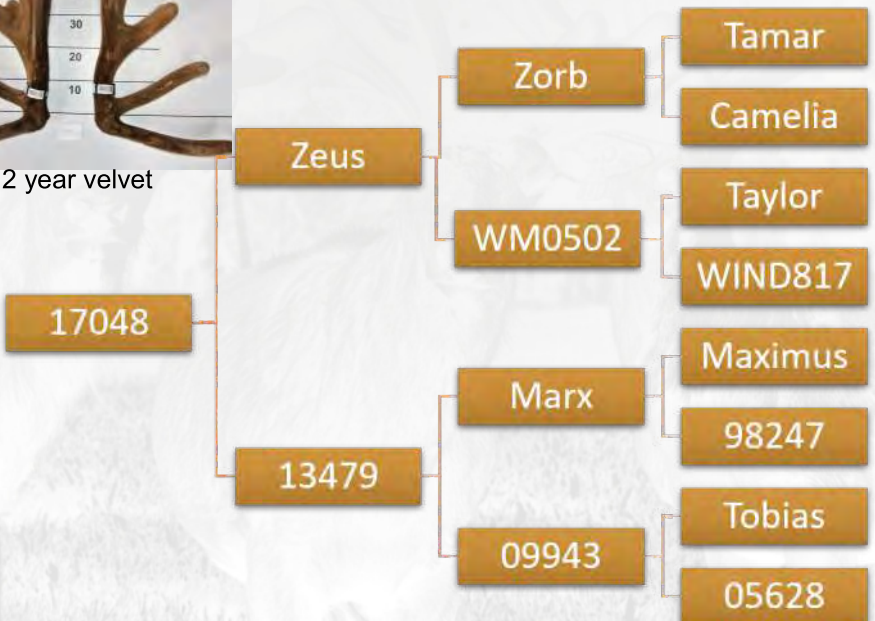 30
20
10
2 year velvet
17048
Zeus
13479
Zorb
WM0502
Marx
09943
Tamar
Camelia
Taylor
WIND817
Maximus
98247
Tobias
05628